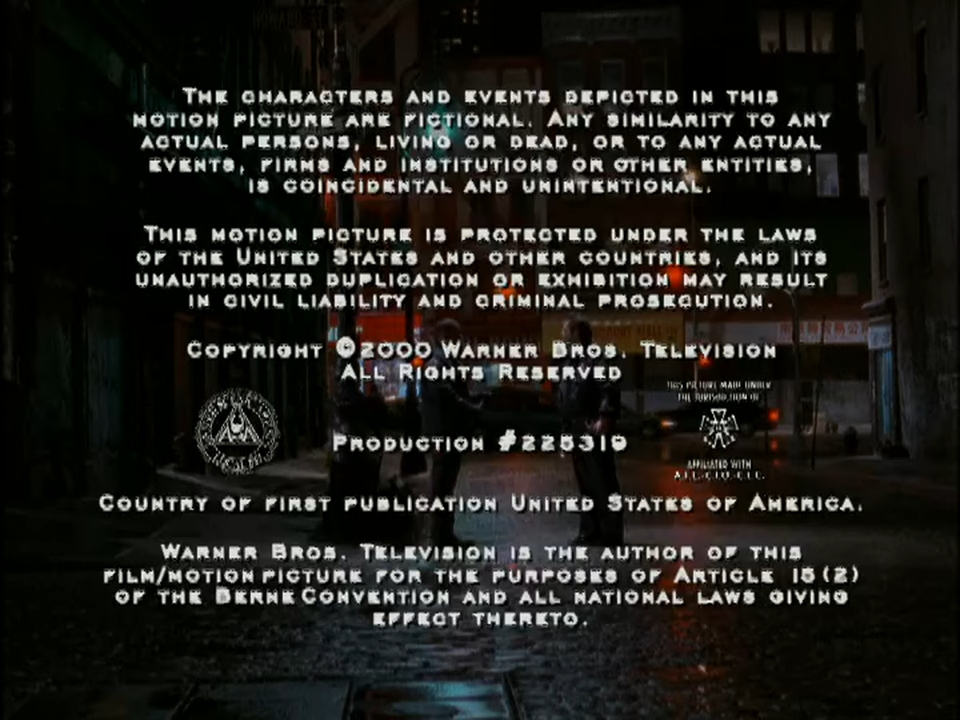 THE CHARACTERS AND EVENTS DEPICTED IN THIS
MOTION PICTURE ARE FICTIONAL. ANY SIMILARITY TO ANY
ACTUAL PERSONS, LIVING OR DEAD, OR TO ANY ACTUAL
EVENTS, FIRMS AND INSTITUTIONS OR OTHER ENTITIES,
IS COINCIDENTAL AND UNINTENTIONAL.
THIS MOTION PICTURE IS PROTECTED UNDER THE LAWS
OF THE UNITED STATES AND OTHER COUNTRIES, AND ITS
UNAUTHORIZED DUPLICATION OR EXHIBITION MAY RESULT
IN CIVIL LIABILITY AND CRIMINAL PROSECUTION.
COPYRIGHT ©2000 WARNER BROS. TELEVISION
ALL RIGHTS RESERVED
THIS PICTURE MADE UNDER
THE JURISDICTION OF
PRODUCTION #225319
AFFILIATED WITH
A.F.L.-C.I.O.-C.L.C.
COUNTRY OF FIRST PUBLICATION UNITED STATES OF AMERICA.
WARNER BROS. TELEVISION IS THE AUTHOR OF THIS
FILM/MOTION PICTURE FOR THE PURPOSES OF ARTICLE 15 (2)
OF THE BERNE CONVENTION AND ALL NATIONAL LAWS GIVING
EFFECT THERETO.